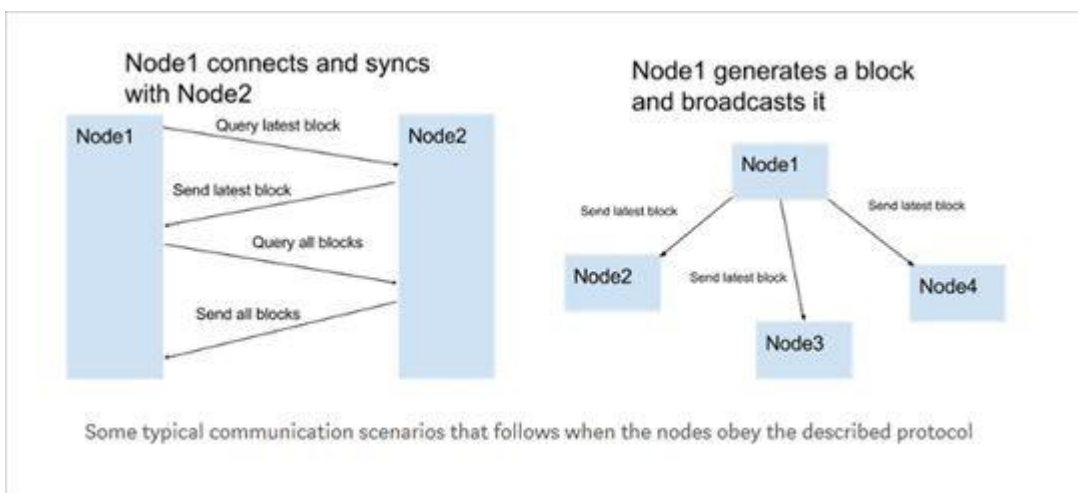 Node1 connects and syncs
with Node2
Node1
Node2
Query latest block
Send latest block
Query all blocks
Send all blocks
Node1 generates a block
and broadcasts it
Node1
Send latest block
Send latest block
Node2
Send latest block
Node4
Node3
Some typical communication scenarios that follows when the nodes obey the described protocol